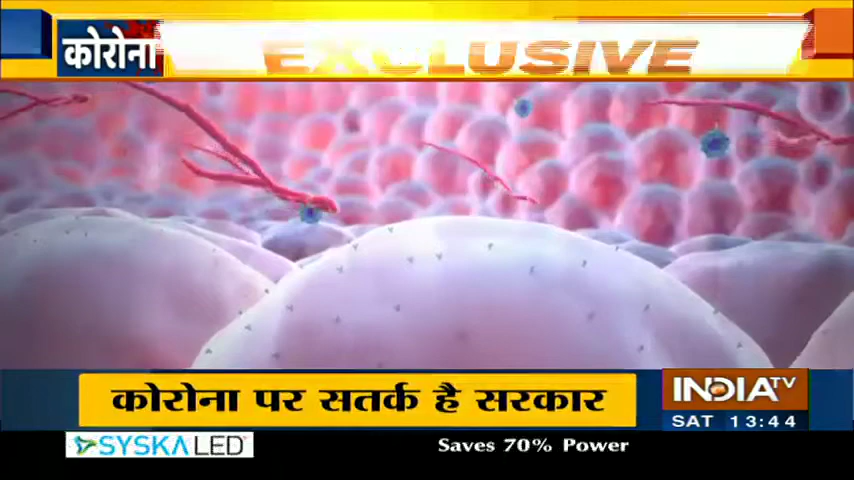 कोरोना
EXCLUSIVE
कोरोना पर सतर्क है सरकार
INDIA TV
SAT 13:44
SYSKA LED
Saves 70% Power